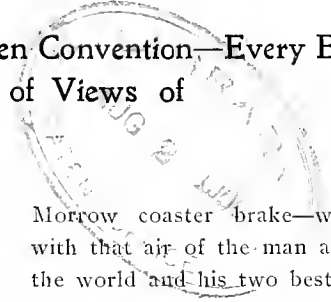 en Convention—Every E
of Views of
Morrow coaster brake—w
with that air of the man a
the world and his two best